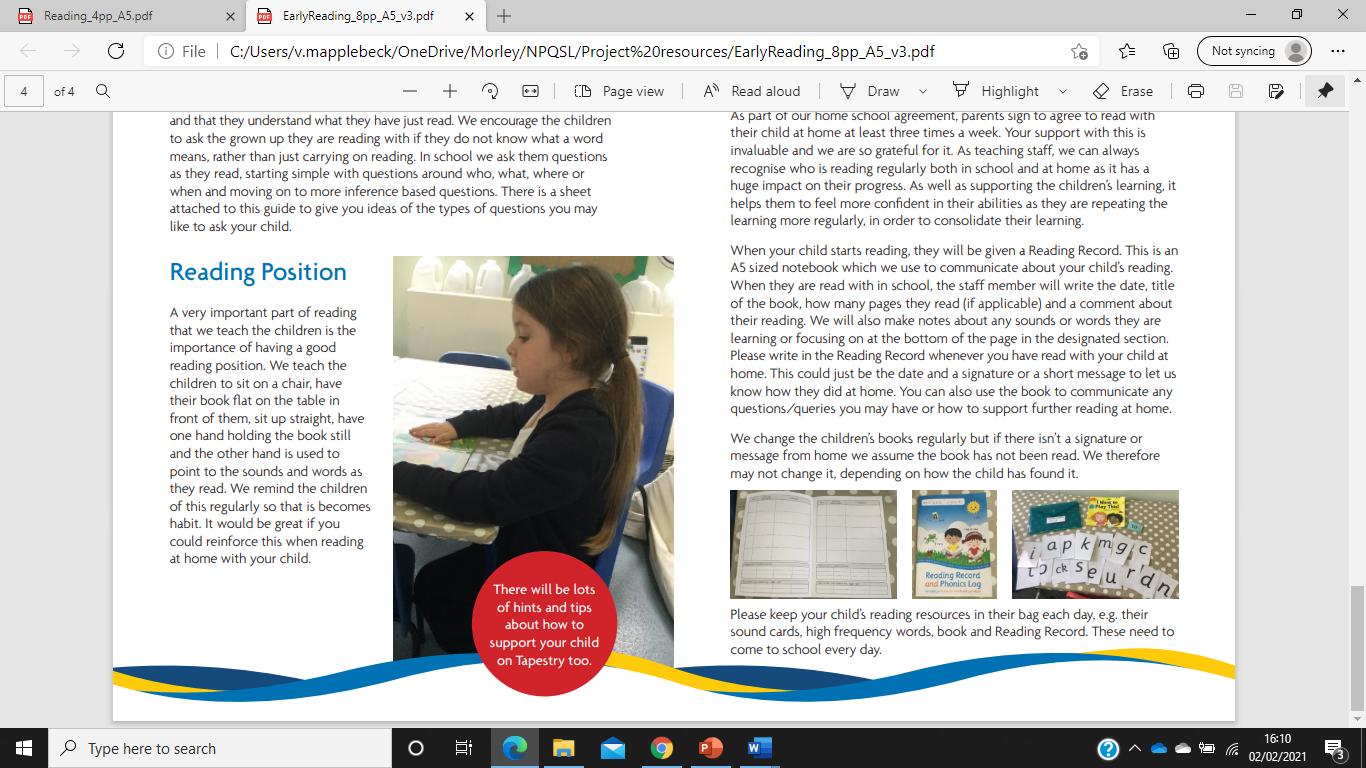 Reading_4pp_A5.pdf
EarlyReading_8pp_A5_v3.pdf
File
C:/Users/v.mapplebeck/OneDrive/Morley/NPQSL/Project%20resources/EarlyReading_8pp_A5_v3.pdf
Not syncing
4 of 4
Page view
Read aloud
Draw
Highlight
Erase
and that they understand what they have just read. We encourage the children
to ask the grown up they are reading with if they do not know what a word
means, rather than just carrying on reading. In school we ask them questions
as they read, starting simple with questions around who, what, where or
when and moving on to more inference based questions. There is a sheet
attached to this guide to give you ideas of the types of questions you may
like to ask your child.
Reading Position
A very important part of reading
that we teach the children is the
importance of having a good
reading position. We teach the
children to sit on a chair, have
their book flat on the table in
front of them, sit up straight, have
one hand holding the book still
and the other hand is used to
point to the sounds and words as
they read. We remind the children
of this regularly so that is becomes
habit. It would be great if you
could reinforce this when reading
at home with your child.
There will be lots
of hints and tips
about how to
support your child
on Tapestry too.
As part of our home school agreement, parents sign to agree to read with
their child at home at least three times a week. Your support with this is
invaluable and we are so grateful for it. As teaching staff, we can always
recognise who is reading regularly both in school and at home as it has a
huge impact on their progress. As well as supporting the children's learning, it
helps them to feel more confident in their abilities as they are repeating the
learning more regularly, in order to consolidate their learning.
When your child starts reading, they will be given a Reading Record. This is an
A5 sized notebook which we use to communicate about your child's reading.
When they are read with in school, the staff member will write the date, title
of the book, how many pages they read (if applicable) and a comment about
their reading. We will also make notes about any sounds or words they are
learning or focusing on at the bottom of the page in the designated section.
Please write in the Reading Record whenever you have read with your child at
home. This could just be the date and a signature or a short message to let us
know how they did at home. You can also use the book to communicate any
questions/queries you may have or how to support further reading at home.
We change the children's books regularly but if there isn't a signature or
message from home we assume the book has not been read. We therefore
may not change it, depending on how the child has found it.
Reading Record
and Phonics Log
I Want to
Play This!
i a p k m g c
t o ck s e u r d n
Please keep your child's reading resources in their bag each day, e.g. their
sound cards, high frequency words, book and Reading Record. These need to
come to school every day.
Type here to search
16:10
02/02/2021
3